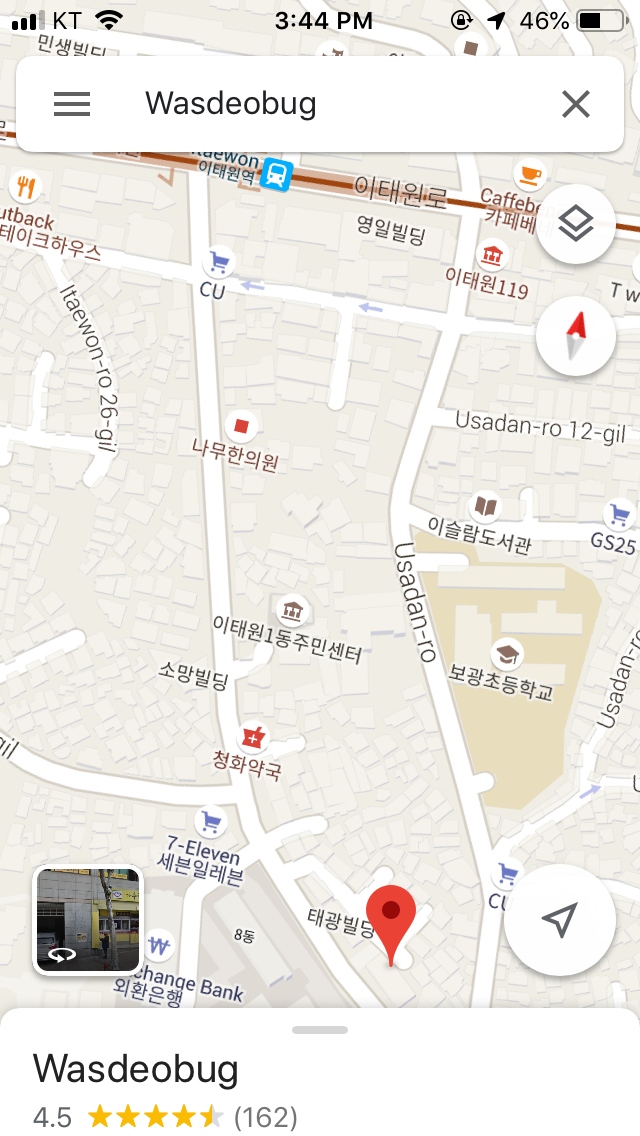 KT
3:44 PM
46%
민생빌딩
Wasdeobug
Itaewon
이태원역
이태원로
영일빌딩
Caffebe
카페베
utback
테이크하우스
이태원119
CU
T w
Itaewon-ro 26-gil
Usadan-ro 12-gil
나무한의원
이슬람도서관
GS25
Usadan-ro
이태원1동주민센터
보광초등학교
소망빌딩
Usadan-ro
청화약국
gil
7-Eleven
세븐일레븐
CU
태광빌딩
8동
change Bank
외환은행
Wasdeobug
4.5 (162)